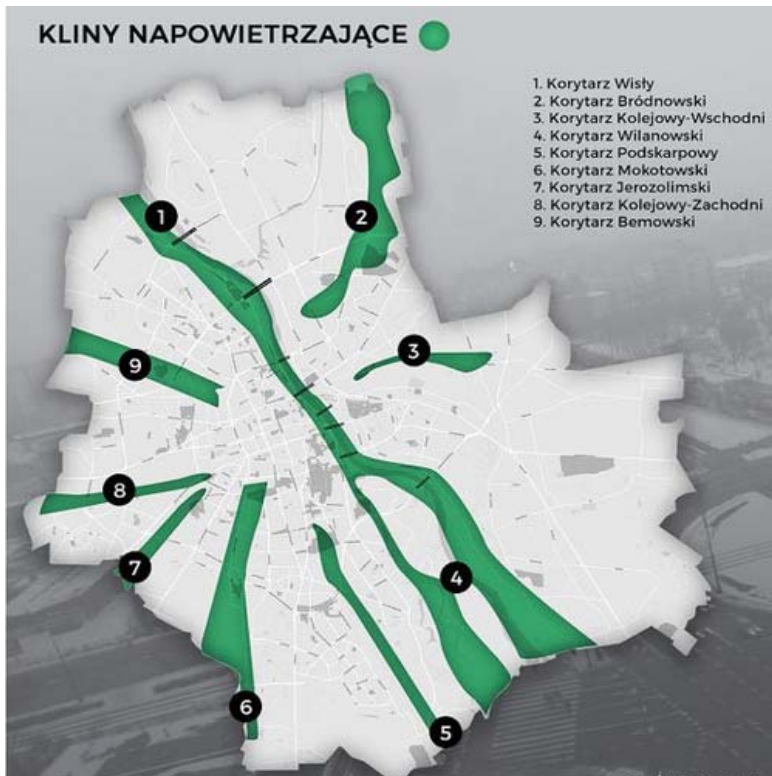 KLINY NAPOWIETRZAJĄCE
1. Korytarz Wisły
2. Korytarz Bródnowski
3. Korytarz Kolejowy-Wschodni
4. Korytarz Wilanowski
5. Korytarz Podskarpowy
6. Korytarz Mokotowski
7. Korytarz Jerozolimski
8. Korytarz Kolejowy-Zachodni
9. Korytarz Bemowski
1
2
3
9
8
7
4
6
5